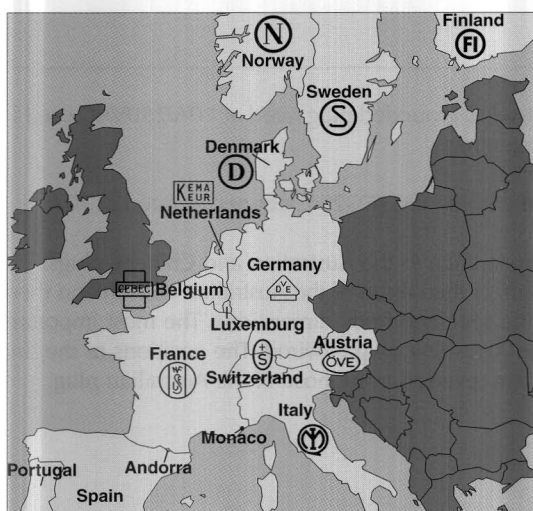 Finland
N
FI
Norway
Sweden
S
Denmark
D
KEMA
EUR
Netherlands
Germany
VDE
CEBEC
Belgium
Luxemburg
Austria
+
S
ÖVE
France
Switzerland
Italy
Monaco
Portugal
Andorra
Spain